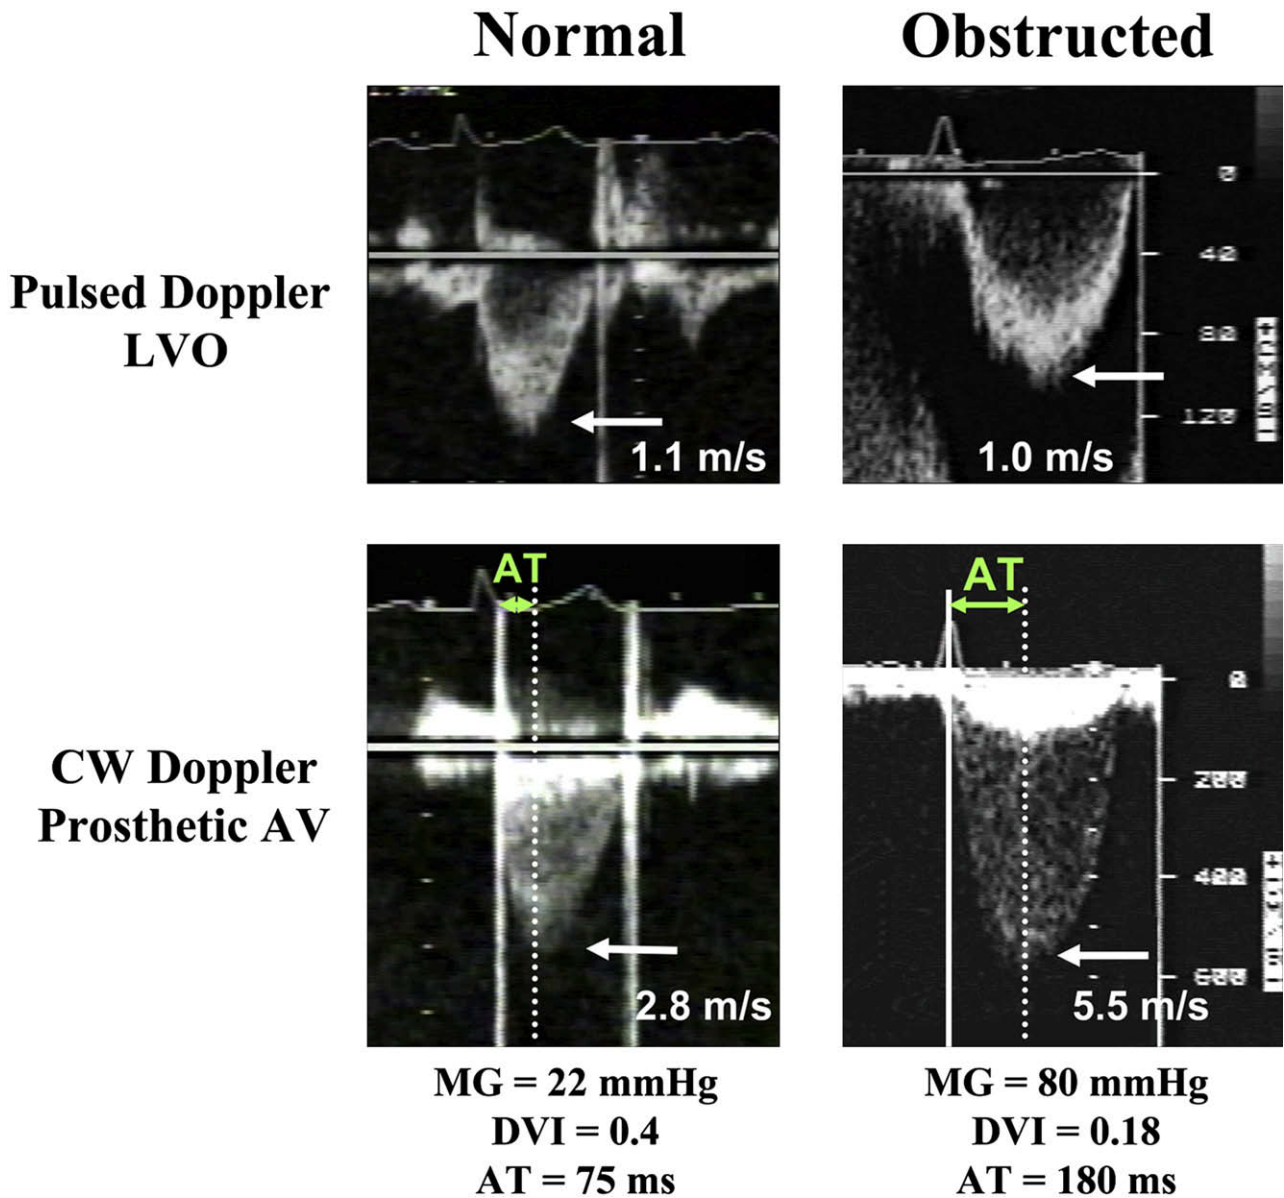 Normal
Obstructed
Pulsed Doppler
LVO
1.1 m/s
0
40
80
120
1.0 m/s
CW Doppler
Prosthetic AV
AT
2.8 m/s
AT
0
200
400
600
5.5 m/s
MG = 22 mmHg
DVI = 0.4
AT = 75 ms
MG = 80 mmHg
DVI = 0.18
AT = 180 ms